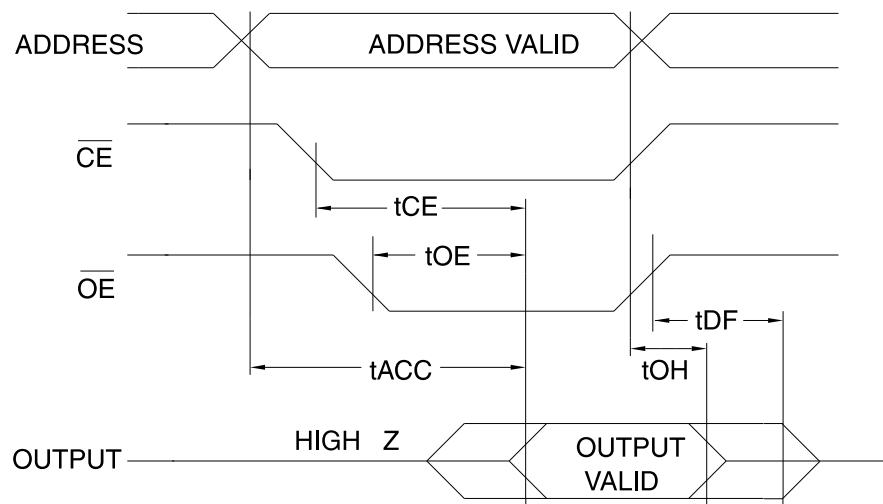 ADDRESS
ADDRESS VALID
CE
tCE
OE
tOE
tDF
tACC
tOH
OUTPUT
HIGH Z
OUTPUT
VALID